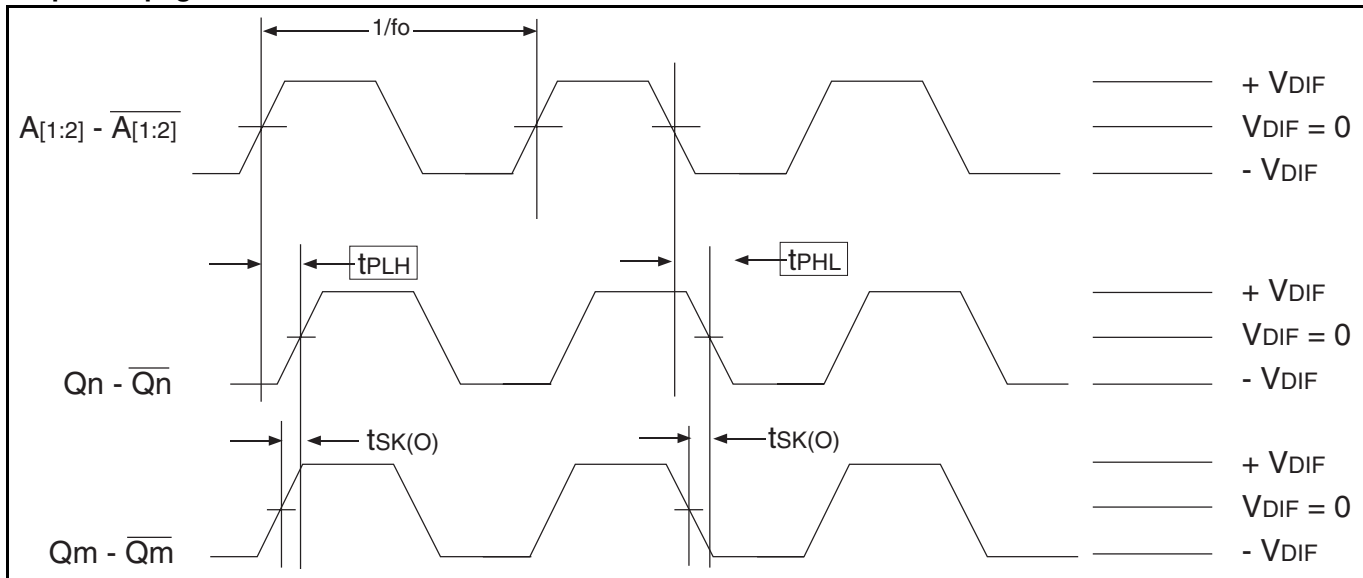 1/fo
A[1:2] - A[1:2]
+ VDIF
VDIF = 0
- VDIF
tPLH
tPHL
Qn - Qn
+ VDIF
VDIF = 0
- VDIF
tSK(O)
tSK(O)
Qm - Qm
+ VDIF
VDIF = 0
- VDIF